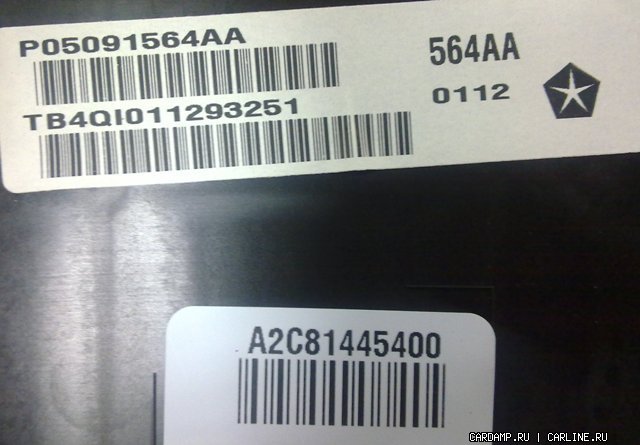 P05091564AA
564AA
TB4QI011293251
0112
A2C81445400
CARDAMP.RU | CARLINE.RU